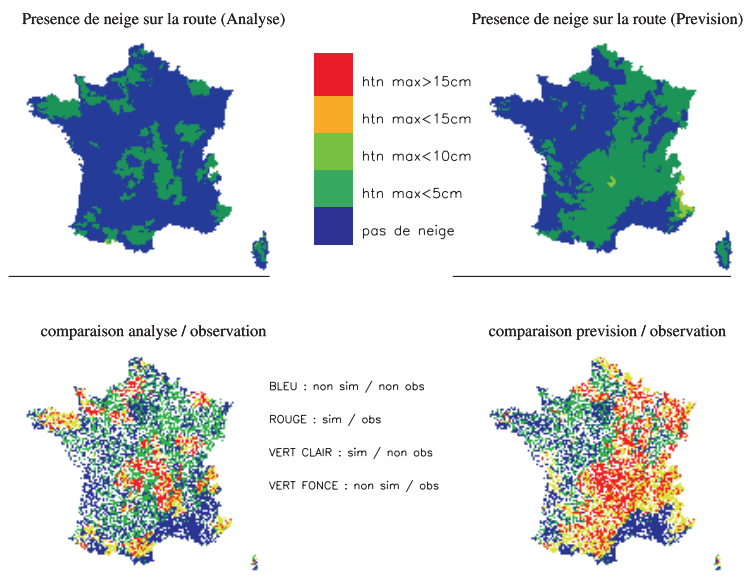 Presence de neige sur la route (Analyse)
Presence de neige sur la route (Prevision)
htn max>15cm
htn max<15cm
htn max<10cm
htn max<5cm
pas de neige
comparaison analyse / observation
comparaison prevision / observation
BLEU : non sim / non obs
ROUGE : sim / obs
VERT CLAIR : sim / non obs
VERT FONCE : non sim / obs